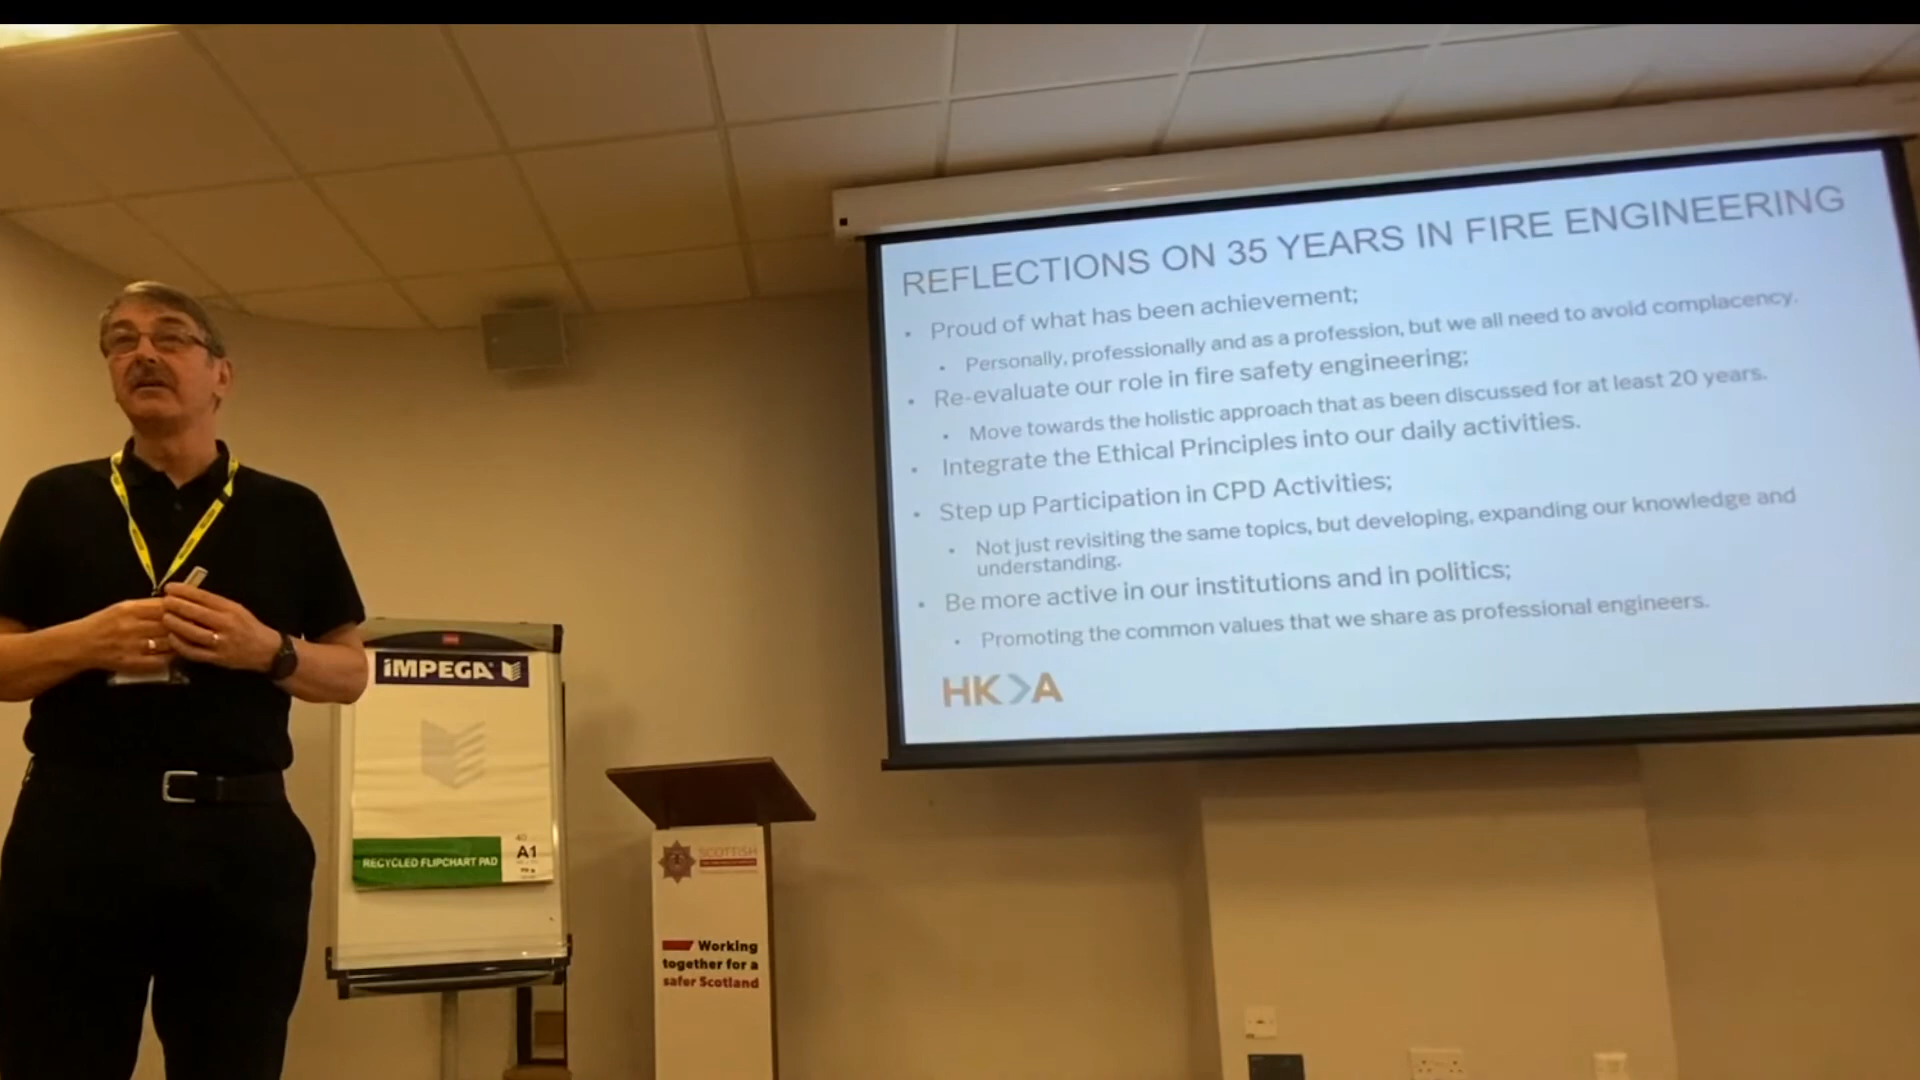 REFLECTIONS ON 35 YEARS IN FIRE ENGINEERING
• Proud of what has been achievement;
• Personally, professionally and as a profession, but we all need to avoid complacency.
• Re-evaluate our role in fire safety engineering;
• Move towards the holistic approach that as been discussed for at least 20 years.
• Integrate the Ethical Principles into our daily activities.
• Step up Participation in CPD Activities;
• Not just revisiting the same topics, but developing, expanding our knowledge and
understanding.
• Be more active in our institutions and in politics;
• Promoting the common values that we share as professional engineers.
HK>A
iMPEGA
RECYCLED FLIPCHART PAD
40
A1
SCOTTISH
Working
together for a
safer Scotland